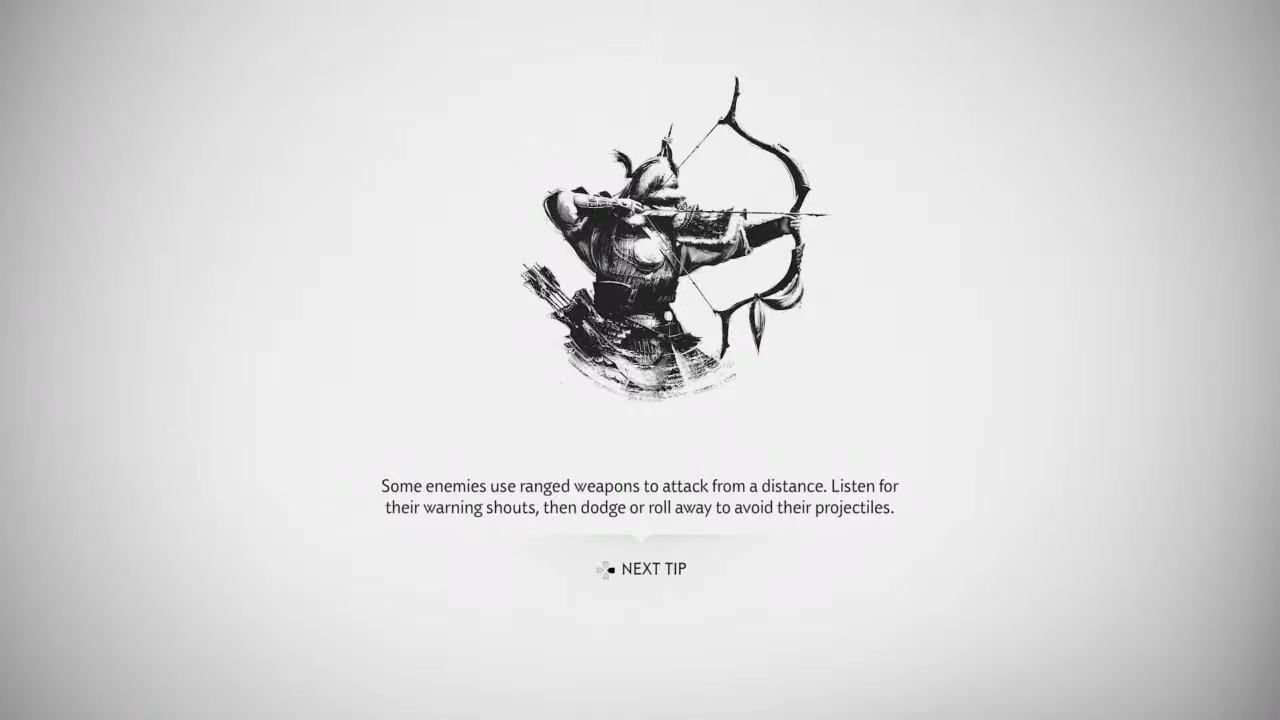 Some enemies use ranged weapons to attack from a distance. Listen for
their warning shouts, then dodge or roll away to avoid their projectiles.
NEXT TIP